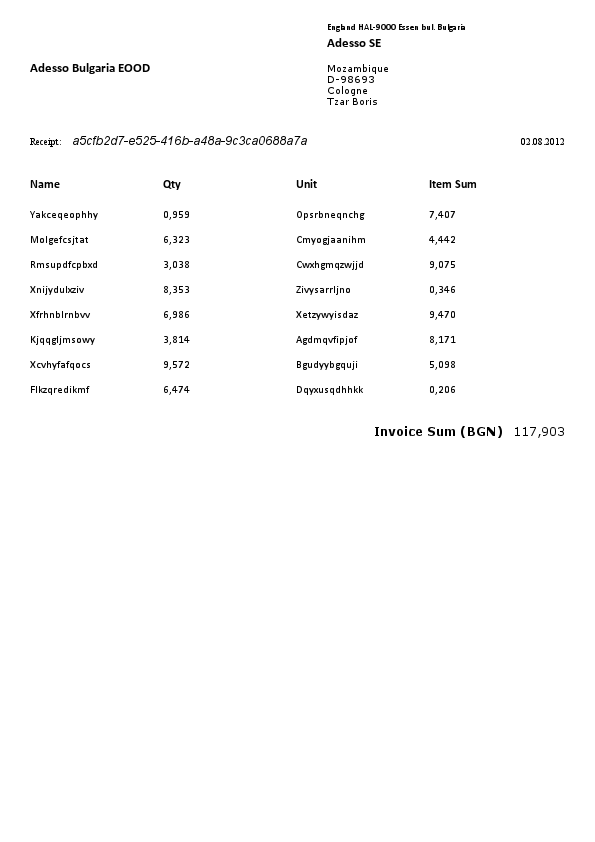 England HAL-9000 Essen bul. Bulgaria
Adesso SE
Adesso Bulgaria EOOD
Mozambique
D-98693
Cologne
Tzar Boris
Receipt: a5cfb2d7-e525-416b-a48a-9c3ca0688a7a 02.08.2012
Name Qty Unit Item Sum
Yakceqeophhy 0,959 Opsrbneqnchg 7,407
Molgefcsjtat 6,323 Cmyogjaanihm 4,442
Rmsupdfcpbxd 3,038 Cwxhgmqzwjjd 9,075
Xnijydulxziv 8,353 Zivysarrljno 0,346
Xfrhnblrnbvv 6,986 Xetzywyisdaz 9,470
Kjqqgljmsowy 3,814 Agdmqvfipjof 8,171
Xcvhyfafqocs 9,572 Bgudyybgquji 5,098
Flkzqredikmf 6,474 Dqyxusqdhhkk 0,206
Invoice Sum (BGN) 117,903